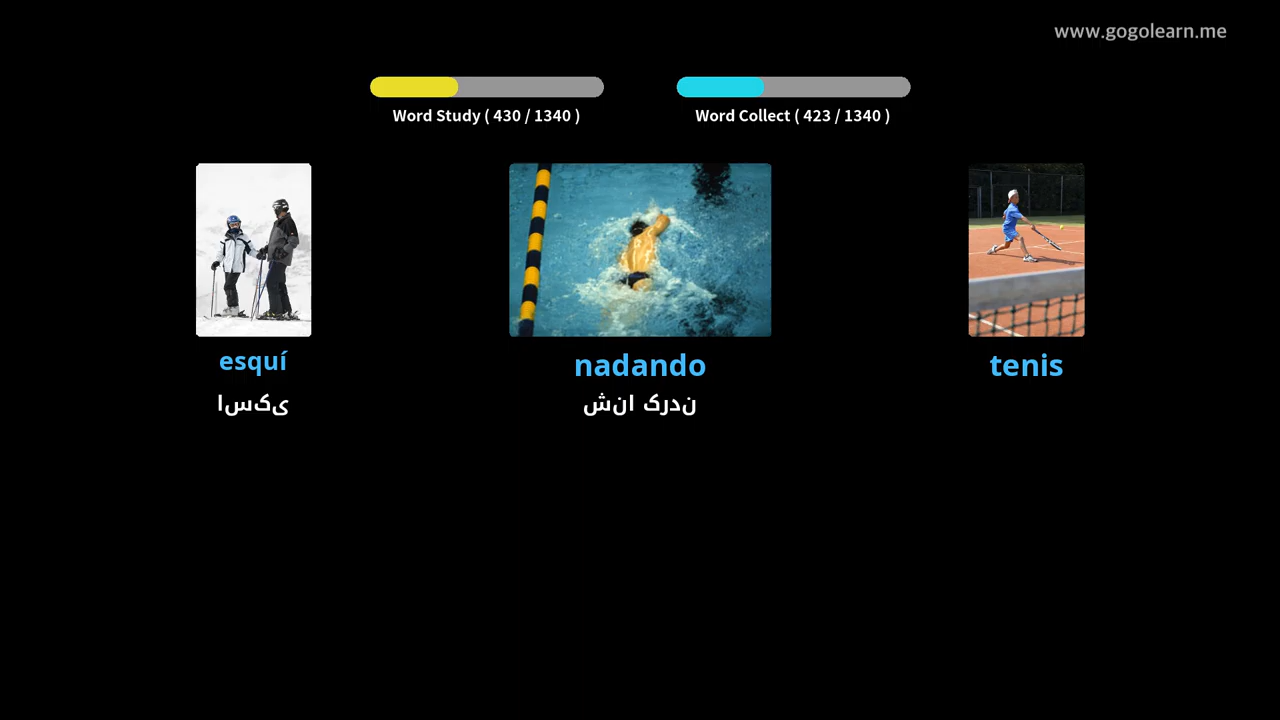 www.gogolearn.me
Word Study ( 430 / 1340 )
Word Collect ( 423 / 1340 )
esquí
nadando
tenis
اسکی
شنا کردن